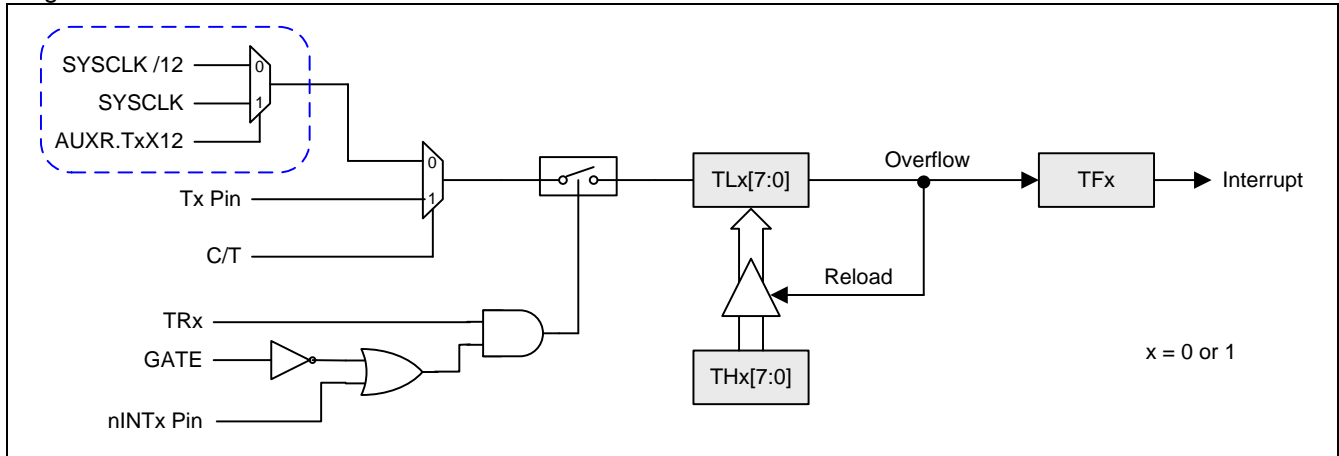 SYSCLK /12
0
SYSCLK
1
AUXR.TxX12
0
Tx Pin
1
C/T
TLx[7:0]
Overflow
TFx
Interrupt
Reload
TRx
GATE
nINTx Pin
THx[7:0]
x = 0 or 1